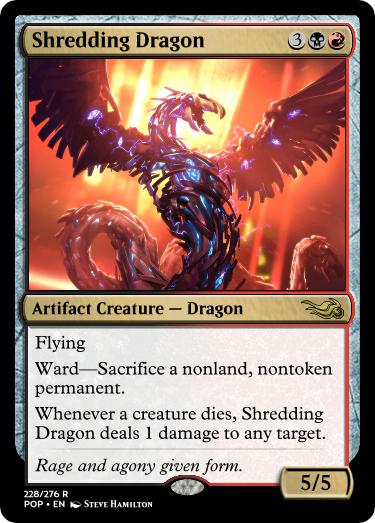 Shredding Dragon 3
Artifact Creature — Dragon
Flying
Ward—Sacrifice a nonland, nontoken
permanent.
Whenever a creature dies, Shredding
Dragon deals 1 damage to any target.
Rage and agony given form.
5/5
228/276 R
POP • EN Steve Hamilton